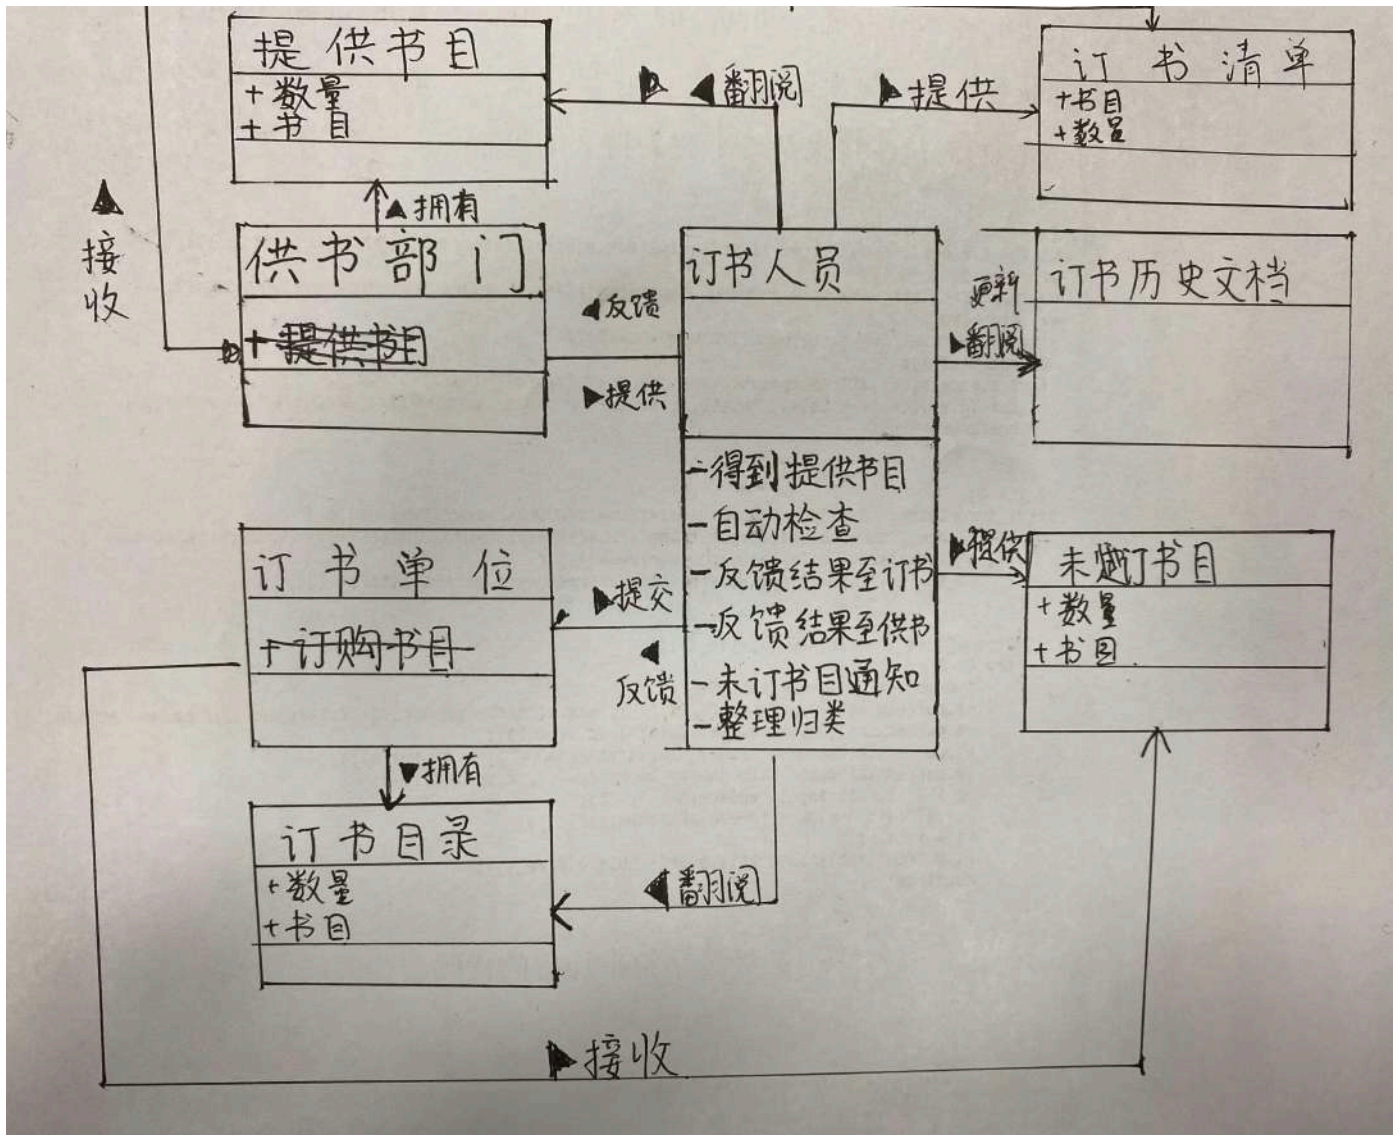 提供书目
+数量
+书目
◀翻阅
▶提供
订书清单
+书目
+数量
▲拥有
▲
接
收
供书部门
+提供书目
◀反馈
▶提供
订书人员
-得到提供书目
-自动检查
-反馈结果至订书
-反馈结果至供书
-未订书目通知
-整理归类
更新
▶翻阅
订书历史文档
订书单位
+订购书目
▶提交
◀
反馈
▶提供
未订书目
+数量
+书目
▼拥有
订书目录
+数量
+书目
◀翻阅
▶接收